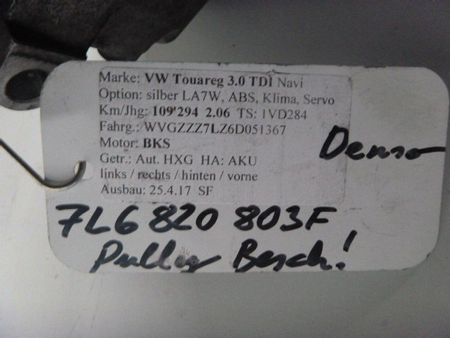 Marke: VW Touareg 3.0 TDI Navi
Option: silber LA7W, ABS, Klima, Servo
Km/Jhg: 109'294 2.06 TS: 1VD284
Fahrg.: WVGZZZ7LZ6D051367
Motor: BKS
Getr.: Aut. HXG HA: AKU
links / rechts / hinten / vorne
Ausbau: 25.4.17 SF
Denso
7L6 820 803F
Pulley Besch!